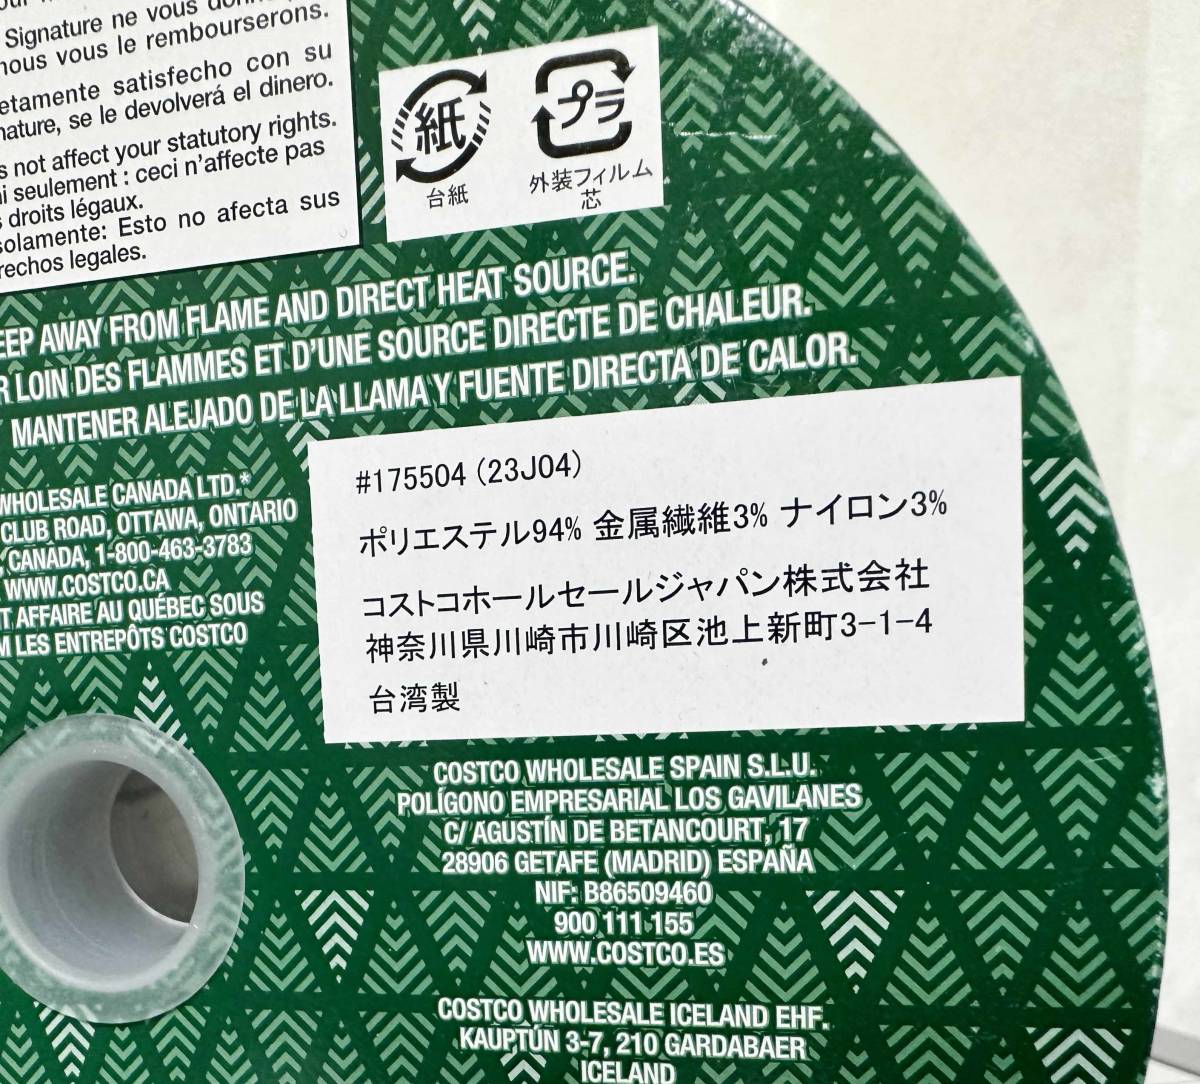 Signature ne vous
nous vous le rembourserons.
etamente satisfecho con su
nature, se le devolverá el dinero.
s not affect your statutory rights.
i seulement : ceci n'affecte pas
s droits légaux.
solamente: Esto no afecta sus
rechos legales.
紙
台紙
プラ
外装フィルム
芯
EEP AWAY FROM FLAME AND DIRECT HEAT SOURCE.
R LOIN DES FLAMMES ET D'UNE SOURCE DIRECTE DE CHALEUR.
MANTENER ALEJADO DE LA LLAMA Y FUENTE DIRECTA DE CALOR.
WHOLESALE CANADA LTD.*
CLUB ROAD, OTTAWA, ONTARIO
, CANADA, 1-800-463-3783
WWW.COSTCO.CA
T AFFAIRE AU QUÉBEC SOUS
M LES ENTREPÔTS COSTCO
#175504 (23J04)
ポリエステル94% 金属繊維3% ナイロン3%
コストコホールセールジャパン株式会社
神奈川県川崎市川崎区池上新町3-1-4
台湾製
COSTCO WHOLESALE SPAIN S.L.U.
POLÍGONO EMPRESARIAL LOS GAVILANES
C/ AGUSTÍN DE BETANCOURT, 17
28906 GETAFE (MADRID) ESPAÑA
NIF: B86509460
900 111 155
WWW.COSTCO.ES
COSTCO WHOLESALE ICELAND EHF.
KAUPTÚN 3-7, 210 GARDABAER
ICELAND